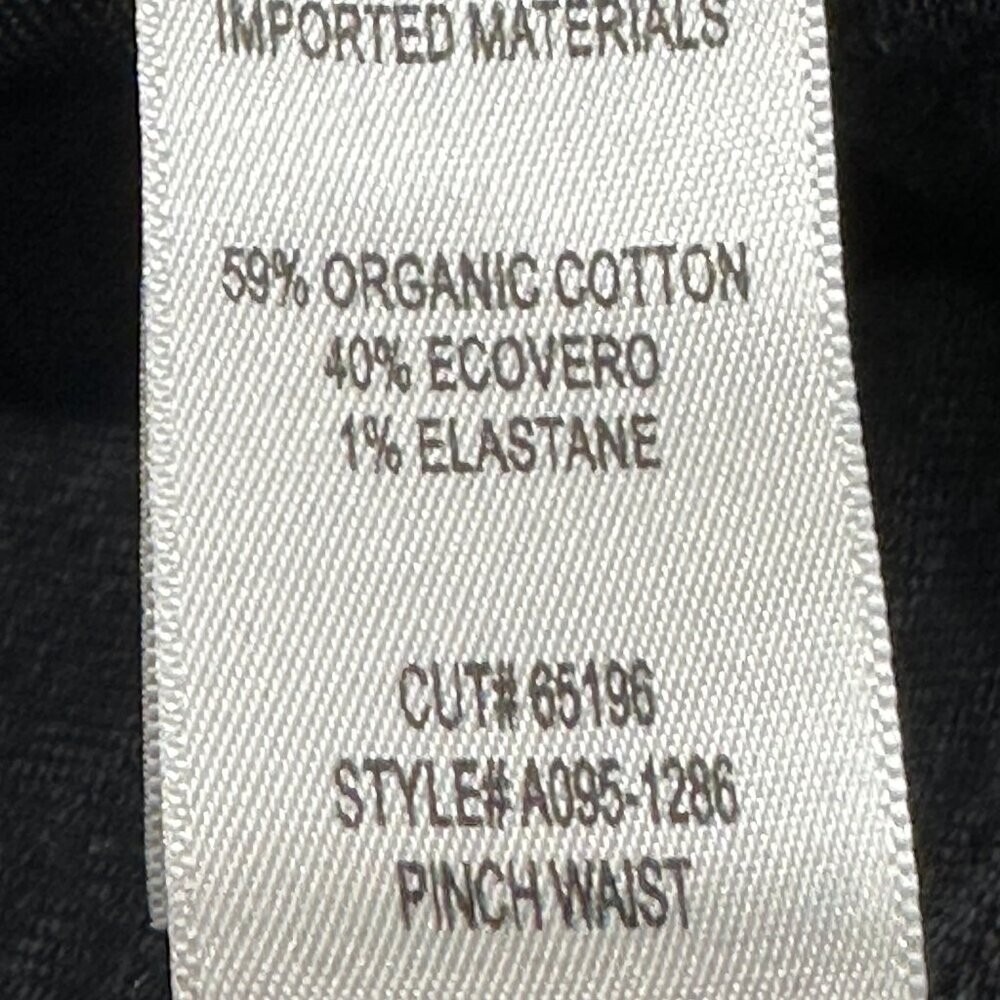 IMPORTED MATERIALS
59% ORGANIC COTTON
40% ECOVERO
1% ELASTANE
CUT# 65196
STYLE# A095-1286
PINCH WAIST